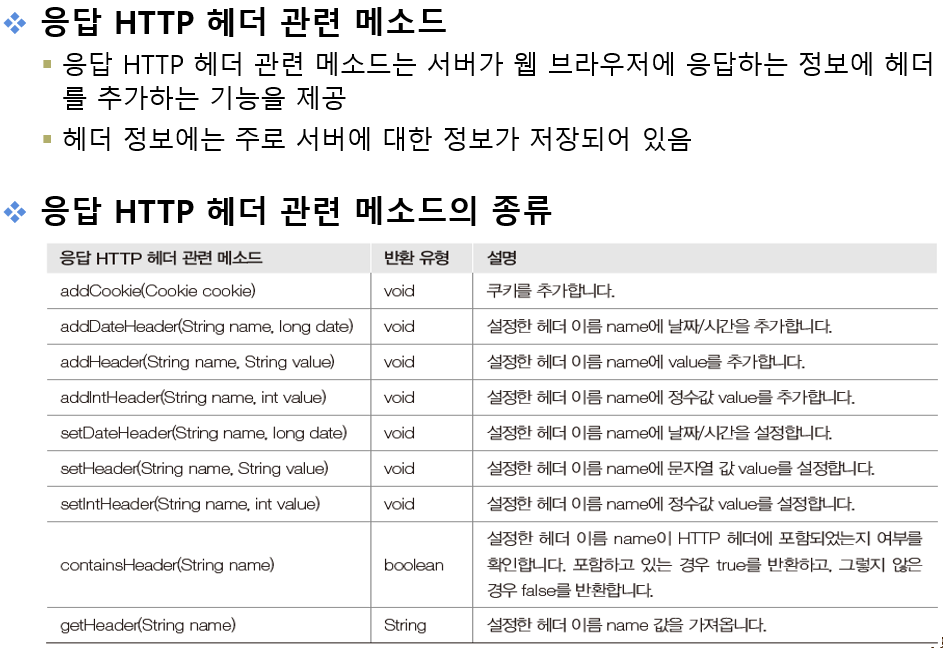 응답 HTTP 헤더 관련 메소드
응답 HTTP 헤더 관련 메소드는 서버가 웹 브라우저에 응답하는 정보에 헤더
를 추가하는 기능을 제공
헤더 정보에는 주로 서버에 대한 정보가 저장되어 있음
응답 HTTP 헤더 관련 메소드의 종류
응답 HTTP 헤더 관련 메소드 반환 유형 설명
addCookie(Cookie cookie) void 쿠키를 추가합니다.
addDateHeader(String name, long date) void 설정한 헤더 이름 name에 날짜/시간을 추가합니다.
addHeader(String name, String value) void 설정한 헤더 이름 name에 value를 추가합니다.
addIntHeader(String name, int value) void 설정한 헤더 이름 name에 정수값 value를 추가합니다.
setDateHeader(String name, long date) void 설정한 헤더 이름 name에 날짜/시간을 설정합니다.
setHeader(String name, String value) void 설정한 헤더 이름 name에 문자열 값 value를 설정합니다.
setIntHeader(String name, int value) void 설정한 헤더 이름 name에 정수값 value를 설정합니다.
containsHeader(String name) boolean 설정한 헤더 이름 name이 HTTP 헤더에 포함되었는지 여부를
확인합니다. 포함하고 있는 경우 true를 반환하고, 그렇지 않은
경우 false를 반환합니다.
getHeader(String name) String 설정한 헤더 이름 name 값을 가져옵니다.